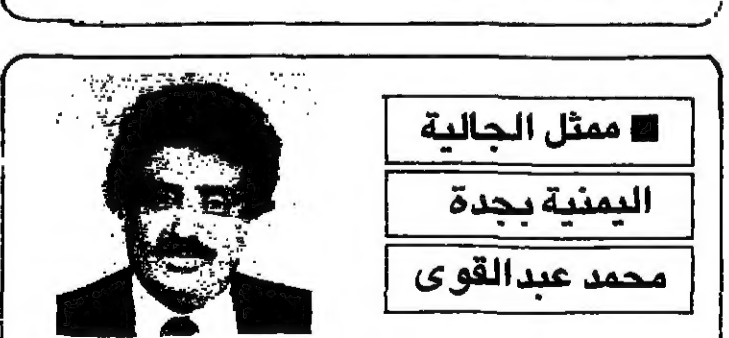 ■ ممثل الجالية
اليمنية بجدة
محمد عبدالقوى